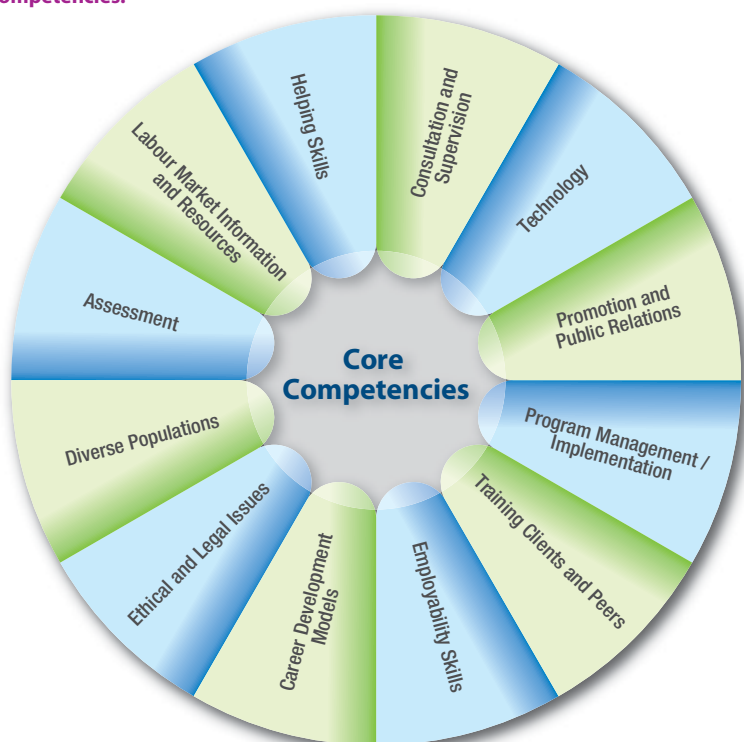 Core
Competencies
Helping Skills
Consultation and
Supervision
Technology
Promotion and
Public Relations
Program Management /
Implementation
Training Clients and Peers
Employability Skills
Career Development
Models
Ethical and Legal Issues
Diverse Populations
Assessment
Labour Market Information
and Resources